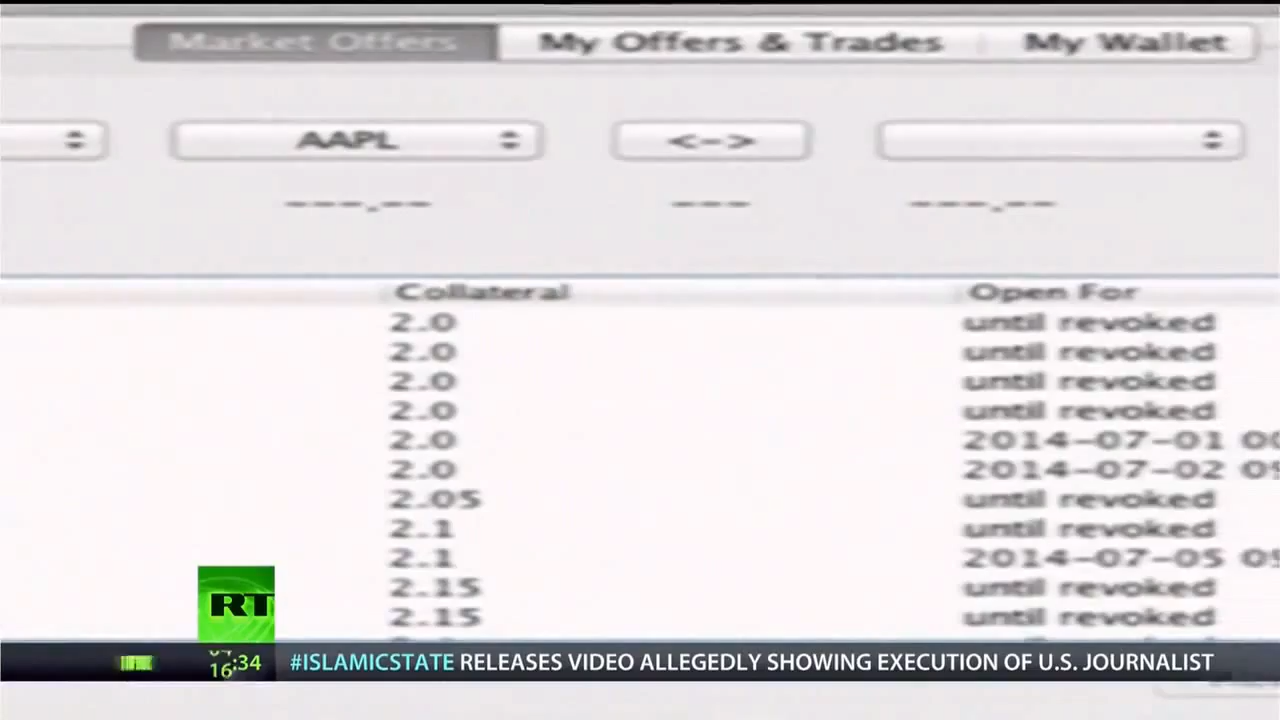 Market Offers My Offers & Trades My Wallet
AAPL <-> 
---.-- --- ---.--
Collateral Open For
2.0 until revoked
2.0 until revoked
2.0 until revoked
2.0 until revoked
2.0 2014-07-01
2.0 2014-07-02
2.05 until revoked
2.1 until revoked
2.1 2014-07-05
2.15 until revoked
2.15 until revoked
RT
16:34 #ISLAMICSTATE RELEASES VIDEO ALLEGEDLY SHOWING EXECUTION OF U.S. JOURNALIST